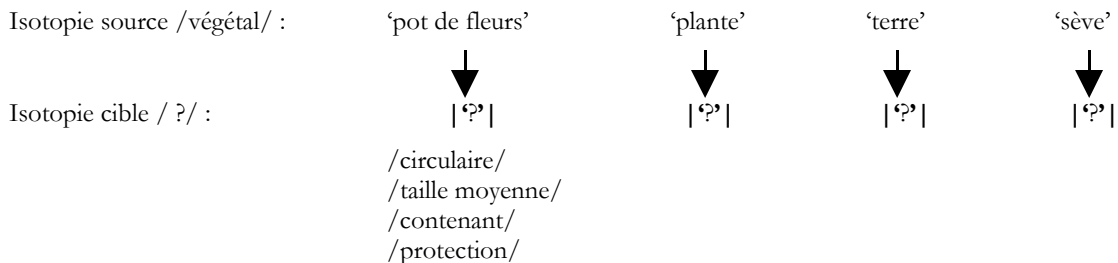 Isotopie source /végétal/ : ‘pot de fleurs’ ‘plante’ ‘terre’ ‘sève’
Isotopie cible / ?/ : |‘?’| |‘?’| |‘?’| |‘?’|
/circulaire/
/taille moyenne/
/contenant/
/protection/